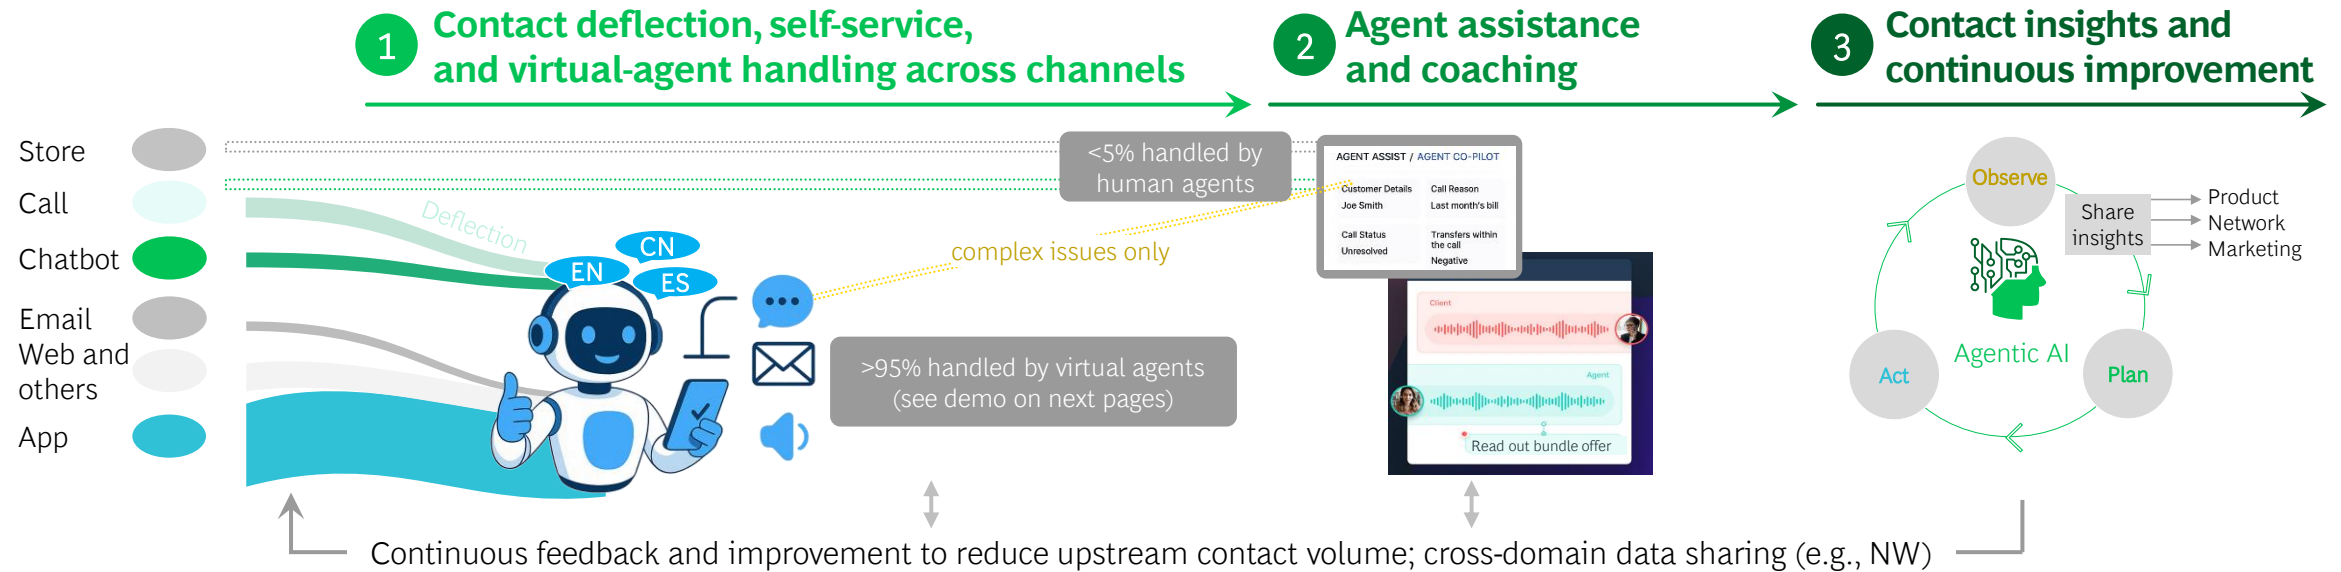 1
Contact deflection, self-service,
and virtual-agent handling across channels
2
Agent assistance
and coaching
3
Contact insights and
continuous improvement
Store
Call
Chatbot
Email
Web and
others
App
Deflection
EN
CN
ES
<5% handled by
human agents
complex issues only
>95% handled by virtual agents
(see demo on next pages)
AGENT ASSIST / AGENT CO-PILOT
Customer Details
Joe Smith
Call Reason
Last month's bill
Call Status
Unresolved
Transfers within
the call
Negative
Client
Agent
Read out bundle offer
Observe
Share
insights
Product
Network
Marketing
Agentic AI
Act
Plan
Continuous feedback and improvement to reduce upstream contact volume; cross-domain data sharing (e.g., NW)